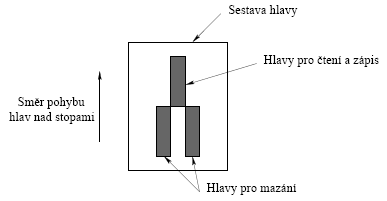 Sestava hlavy
Hlavy pro čtení a zápis
Směr pohybu
hlav nad stopami
Hlavy pro mazání